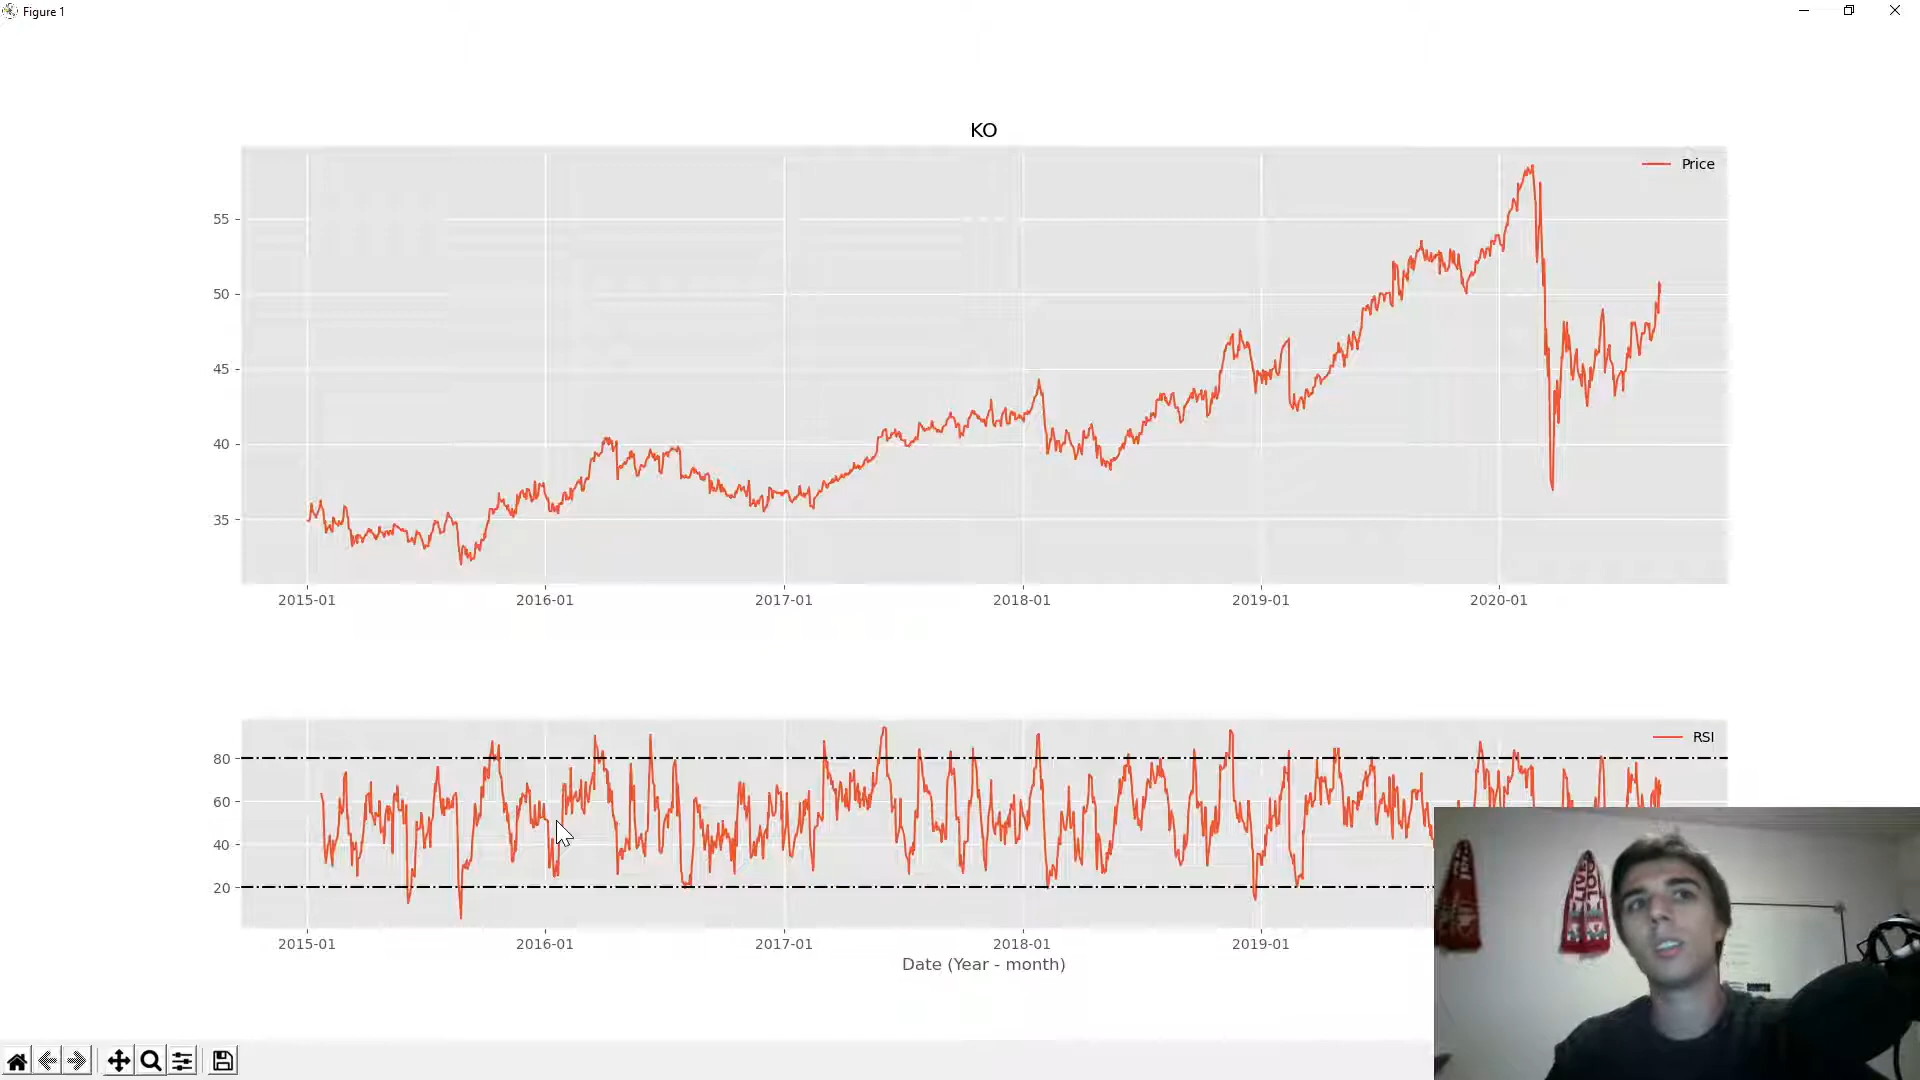 Figure 1
KO
Price
55
50
45
40
35
2015-01 2016-01 2017-01 2018-01 2019-01 2020-01
RSI
80
60
40
20
2015-01 2016-01 2017-01 2018-01 2019-01
Date (Year - month)